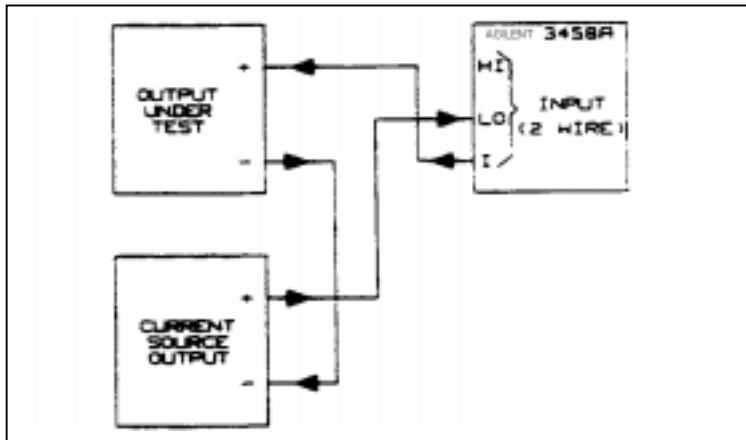 AGILENT 3458A
+
HI
OUTPUT
UNDER
TEST
INPUT
LO
(2 WIRE)
-
I
+
CURRENT
SOURCE
OUTPUT
-